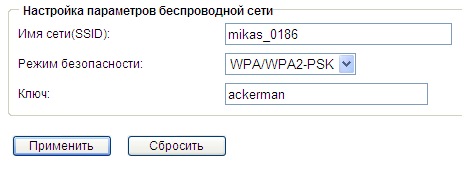 Настройка параметров беспроводной сети
Имя сети(SSID): mikas_0186
Режим безопасности: WPA/WPA2-PSK
Ключ: ackerman
Применить Сбросить